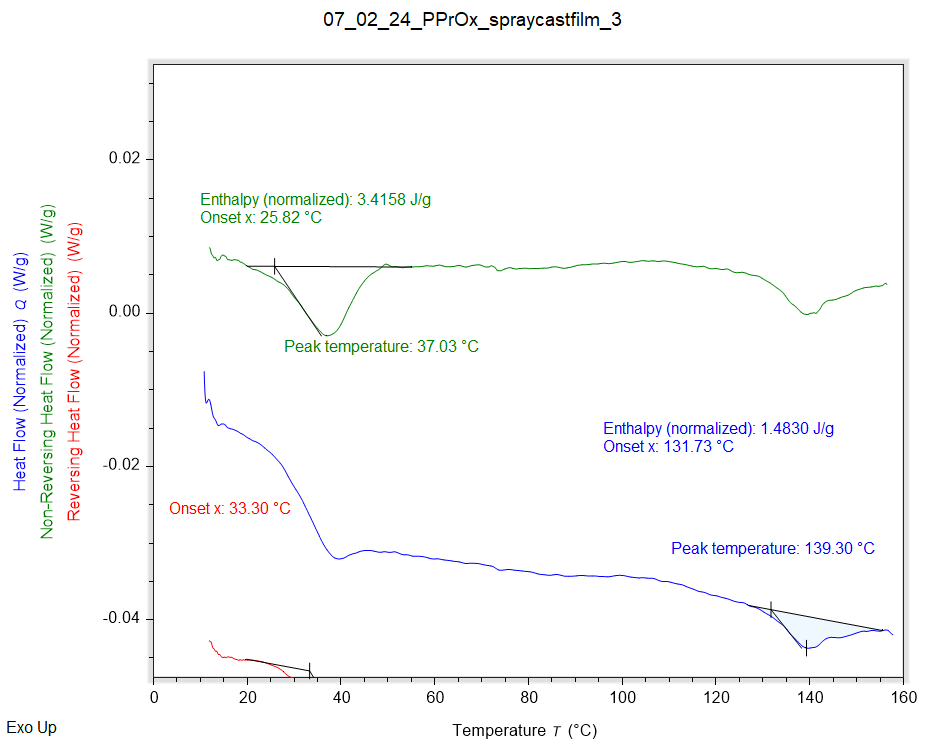 07_02_24_PPrOx_spraycastfilm_3
Heat Flow (Normalized) Q (W/g)
Non-Reversing Heat Flow (Normalized) (W/g)
Reversing Heat Flow (Normalized) (W/g)
0.02
0.00
-0.02
-0.04
Enthalpy (normalized): 3.4158 J/g
Onset x: 25.82 °C
Peak temperature: 37.03 °C
Enthalpy (normalized): 1.4830 J/g
Onset x: 131.73 °C
Onset x: 33.30 °C
Peak temperature: 139.30 °C
0 20 40 60 80 100 120 140 160
Exo Up
Temperature T (°C)